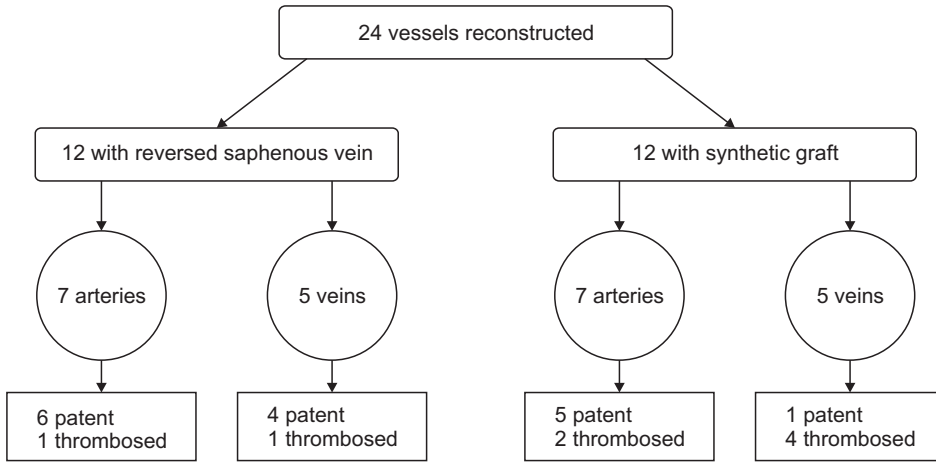 24 vessels reconstructed
12 with reversed saphenous vein
12 with synthetic graft
7 arteries
5 veins
7 arteries
5 veins
6 patent
1 thrombosed
4 patent
1 thrombosed
5 patent
2 thrombosed
1 patent
4 thrombosed